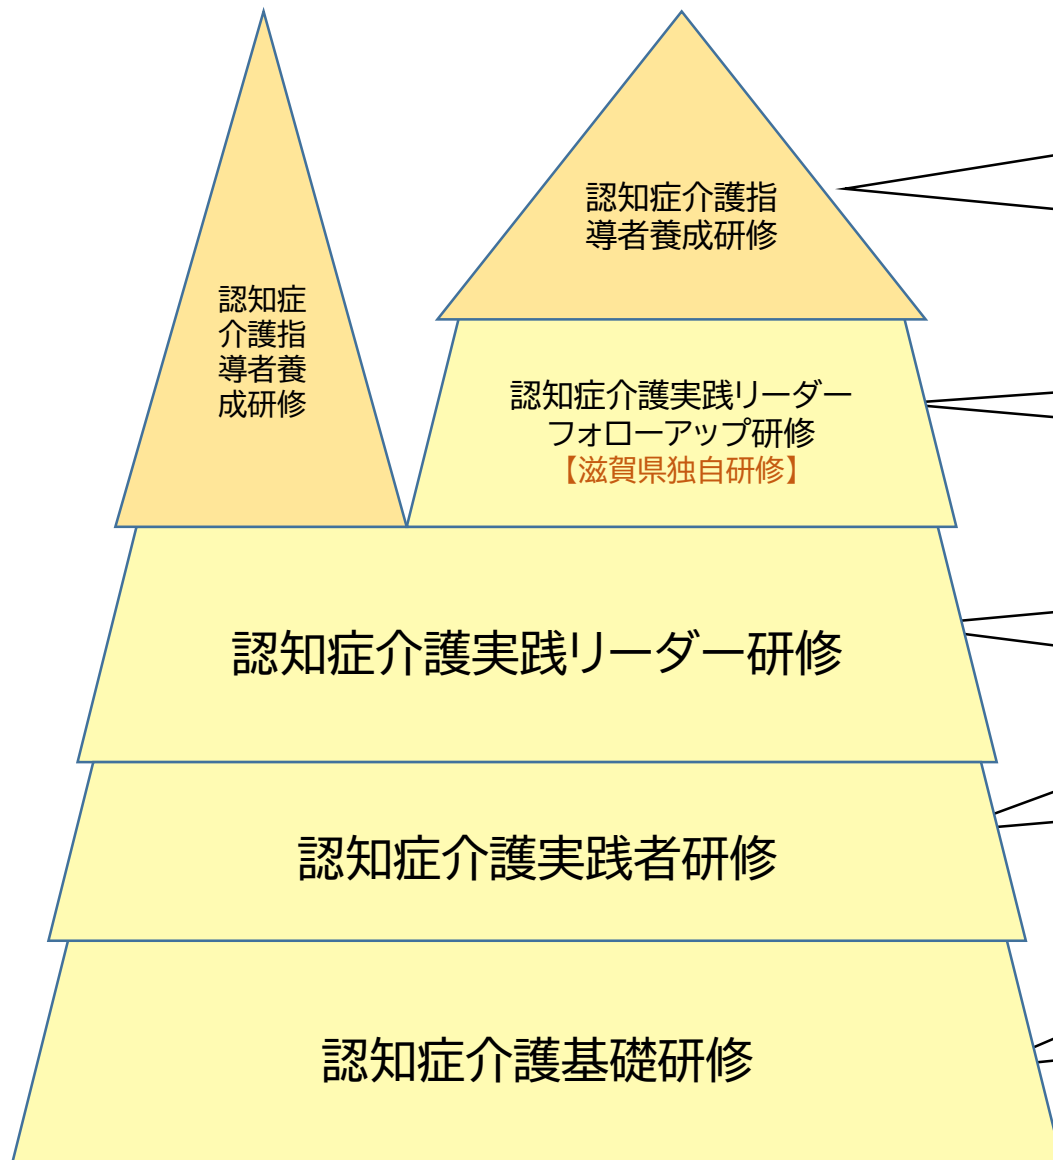 認知症介護指
導者養成研修
認知症
介護指
導者養
成研修
認知症介護実践リーダー
フォローアップ研修
【滋賀県独自研修】
認知症介護実践リーダー研修
認知症介護実践者研修
認知症介護基礎研修